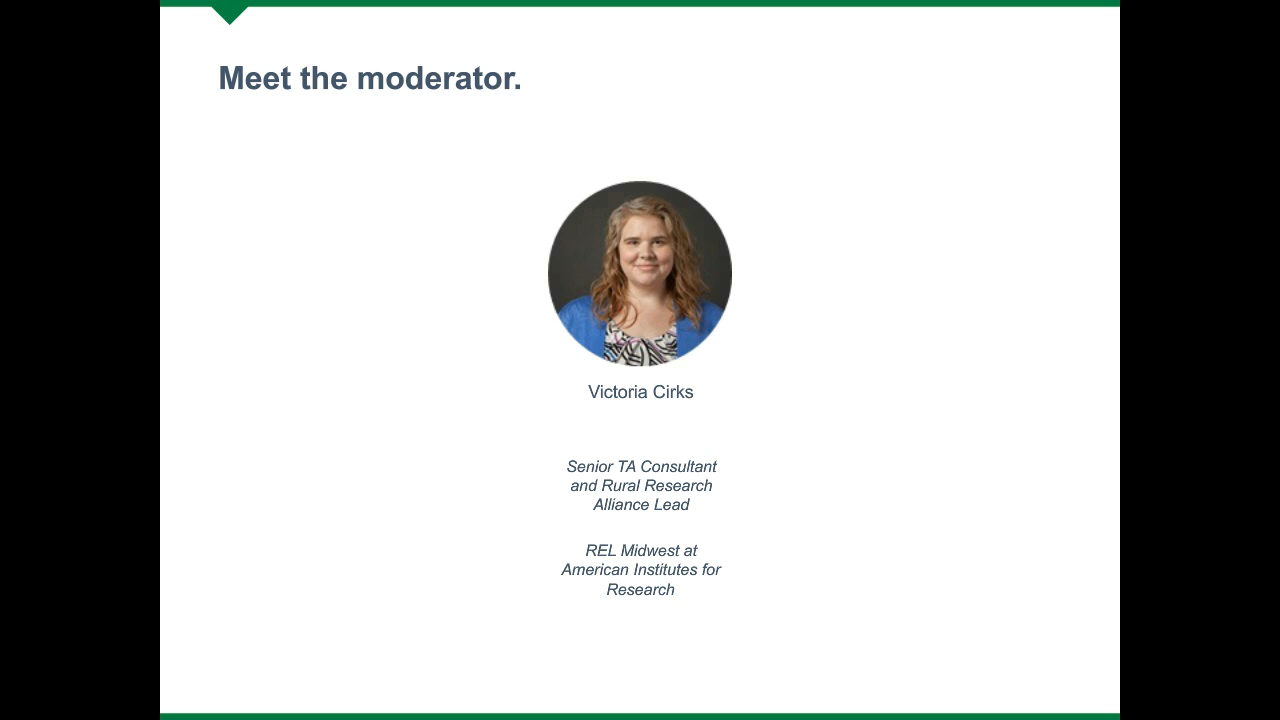 Meet the moderator.
Victoria Cirks
Senior TA Consultant
and Rural Research
Alliance Lead
REL Midwest at
American Institutes for
Research